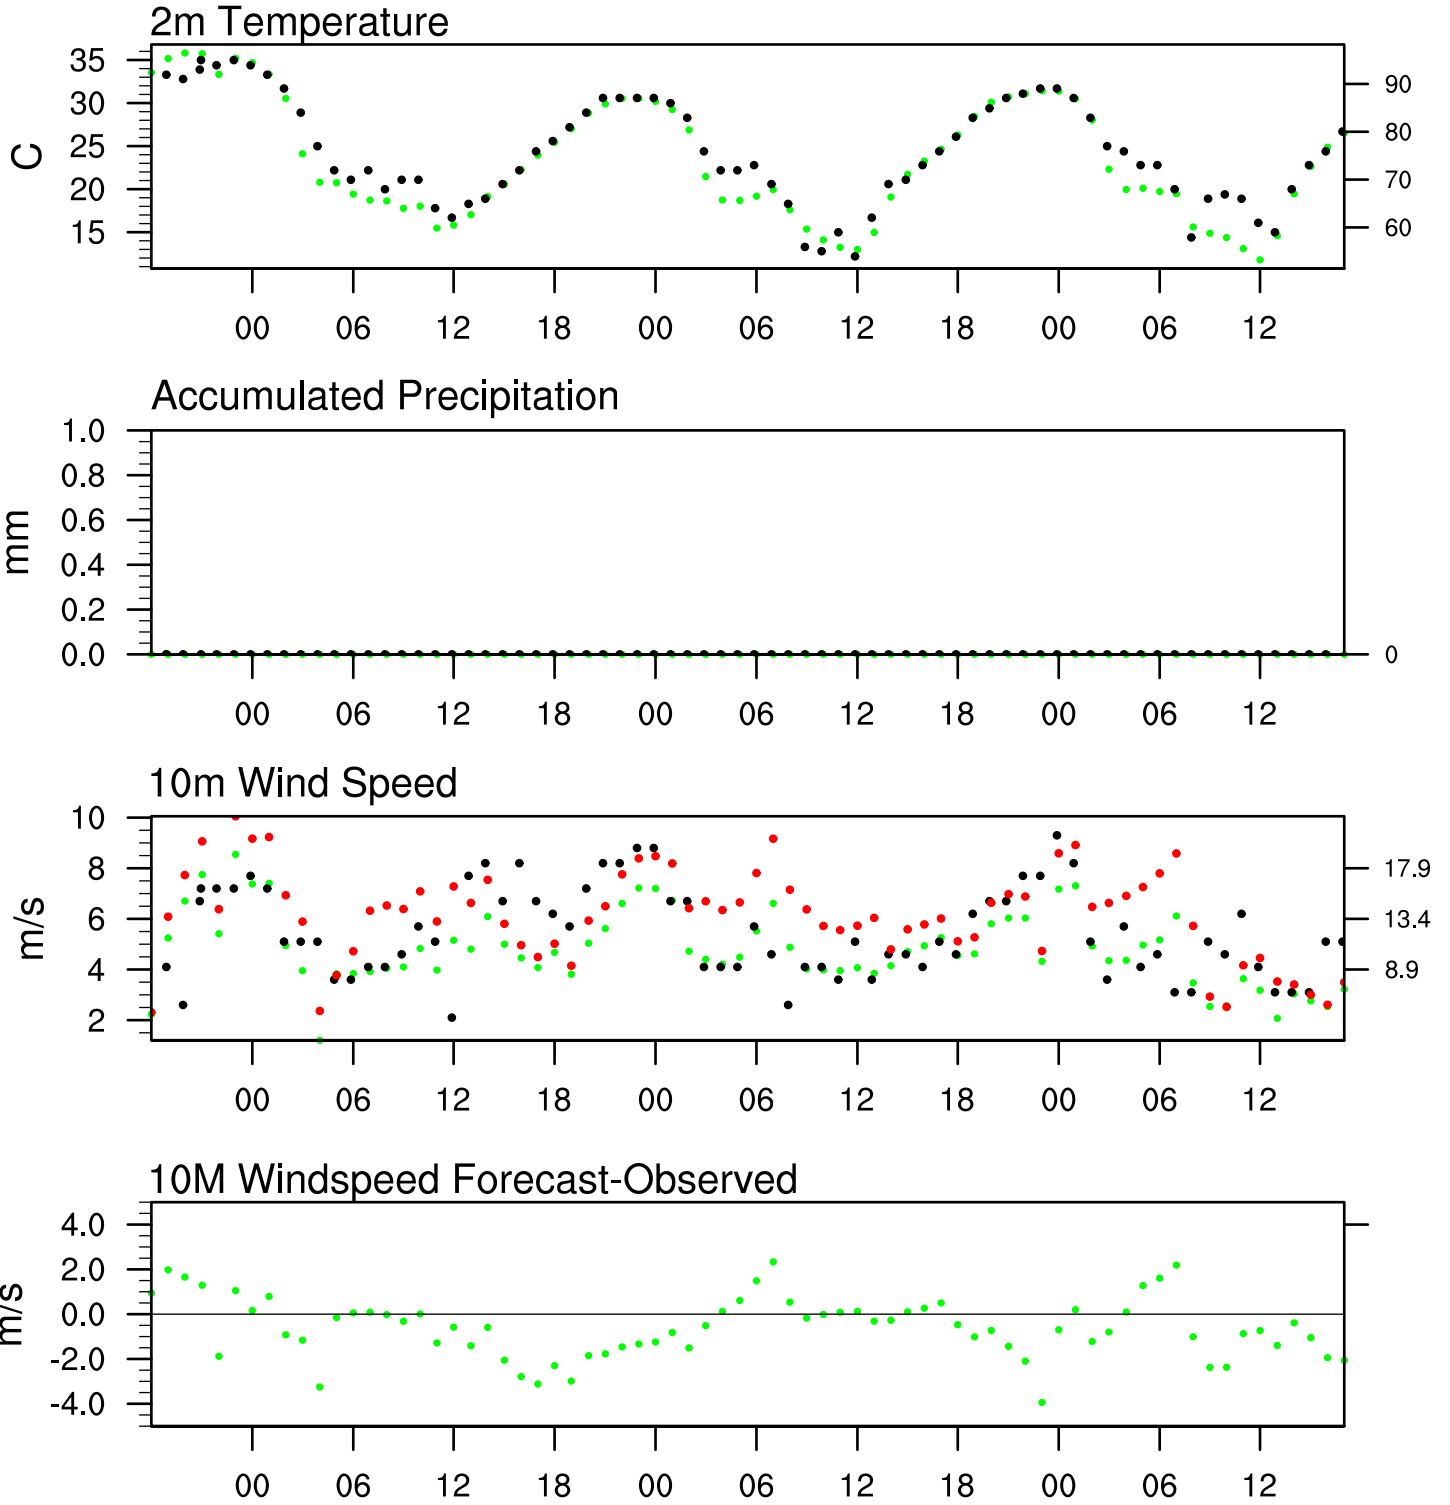 2m Temperature
35
30
25
20
15
C
90
80
70
60
00 06 12 18 00 06 12 18 00 06 12
Accumulated Precipitation
1.0
0.8
0.6
0.4
0.2
0.0
mm
0
00 06 12 18 00 06 12 18 00 06 12
10m Wind Speed
10
8
6
4
2
m/s
17.9
13.4
8.9
00 06 12 18 00 06 12 18 00 06 12
10M Windspeed Forecast-Observed
4.0
2.0
0.0
-2.0
-4.0
m/s
00 06 12 18 00 06 12 18 00 06 12